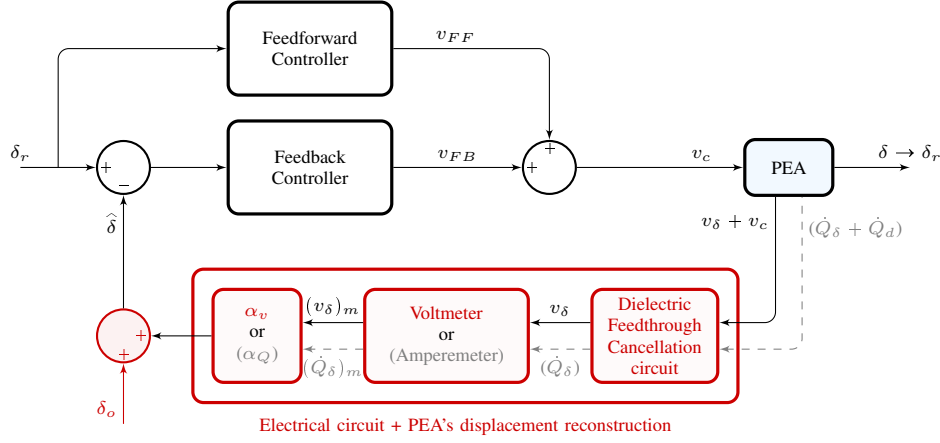 Feedforward
Controller
v_{FF}
δ_r
+
−
Feedback
Controller
v_{FB}
+
+
v_c
PEA
δ → δ_r
v_δ + v_c
(Q̇_δ + Q̇_d)
δ̂
α_v
or
(α_Q)
(v_δ)_m
(Q̇_δ)_m
Voltmeter
or
(Amperemeter)
v_δ
(Q̇_δ)
Dielectric
Feedthrough
Cancellation
circuit
+
+
δ_o
Electrical circuit + PEA's displacement reconstruction